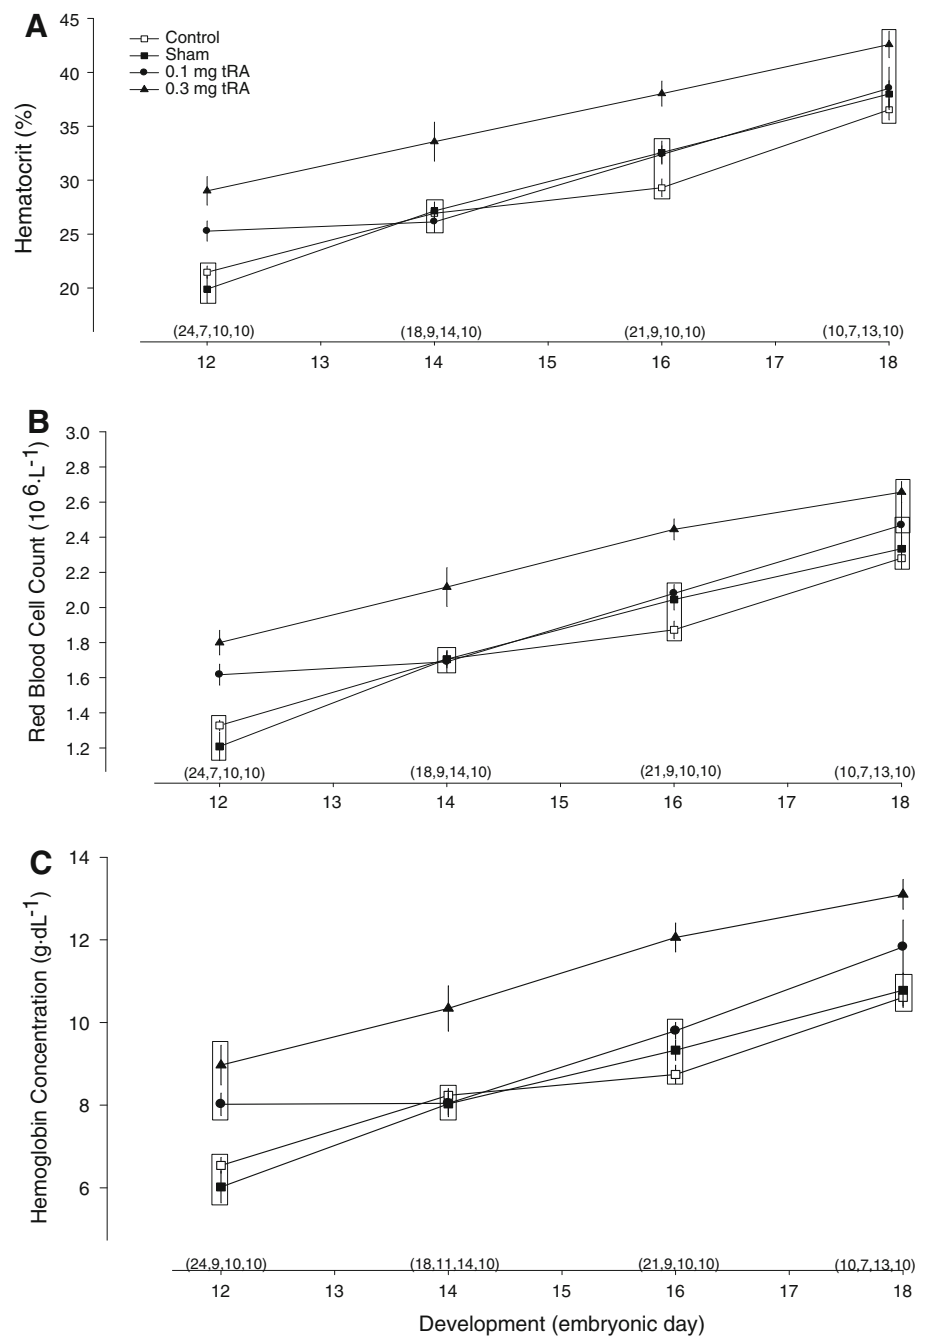 A
45
40
35
30
25
20
Hematocrit (%)
Control
Sham
0.1 mg tRA
0.3 mg tRA
(24,7,10,10)
(18,9,14,10)
(21,9,10,10)
(10,7,13,10)
12 13 14 15 16 17 18
B
3.0
2.8
2.6
2.4
2.2
2.0
1.8
1.6
1.4
1.2
Red Blood Cell Count (10⁶·L⁻¹)
(24,7,10,10)
(18,9,14,10)
(21,9,10,10)
(10,7,13,10)
12 13 14 15 16 17 18
C
14
12
10
8
6
Hemoglobin Concentration (g·dL⁻¹)
(24,9,10,10)
(18,11,14,10)
(21,9,10,10)
(10,7,13,10)
12 13 14 15 16 17 18
Development (embryonic day)